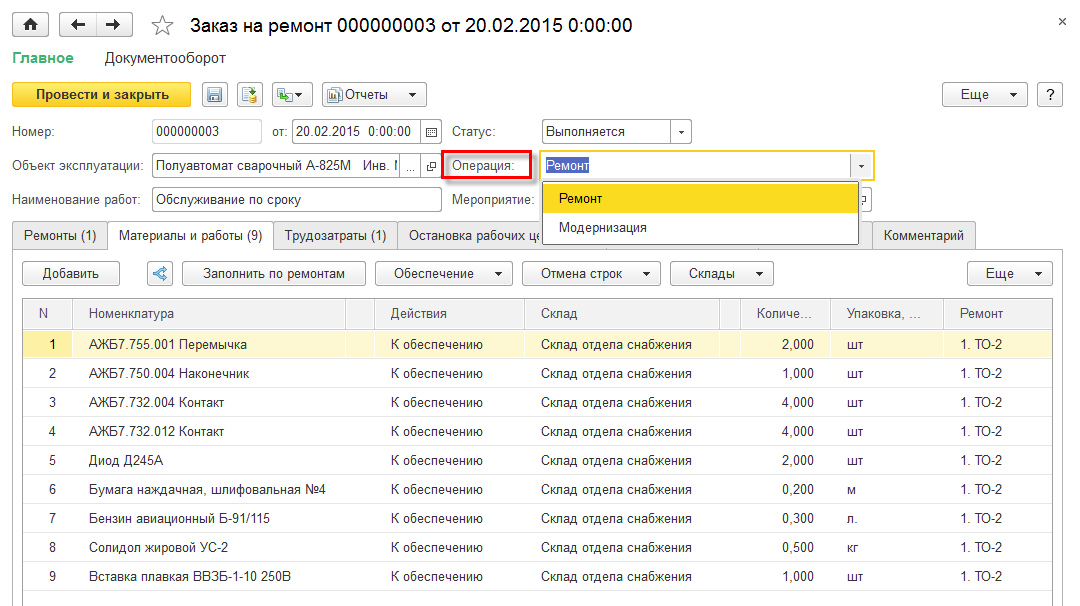 Заказ на ремонт 000000003 от 20.02.2015 0:00:00
Главное Документооборот
Провести и закрыть Отчеты Еще ?
Номер: 000000003 от: 20.02.2015 0:00:00 Статус: Выполняется
Объект эксплуатации: Полуавтомат сварочный А-825М Инв. ... Операция: Ремонт
Наименование работ: Обслуживание по сроку Мероприятие:
Ремонт
Модернизация
Ремонты (1) Материалы и работы (9) Трудозатраты (1) Остановка рабочих Комментарий
Добавить Заполнить по ремонтам Обеспечение Отмена строк Склады Еще
N Номенклатура Действия Склад Количе... Упаковка, ... Ремонт
1 АЖБ7.755.001 Перемычка К обеспечению Склад отдела снабжения 2,000 шт 1. ТО-2
2 АЖБ7.750.004 Наконечник К обеспечению Склад отдела снабжения 1,000 шт 1. ТО-2
3 АЖБ7.732.004 Контакт К обеспечению Склад отдела снабжения 4,000 шт 1. ТО-2
4 АЖБ7.732.012 Контакт К обеспечению Склад отдела снабжения 4,000 шт 1. ТО-2
5 Диод Д245А К обеспечению Склад отдела снабжения 2,000 шт 1. ТО-2
6 Бумага наждачная, шлифовальная №4 К обеспечению Склад отдела снабжения 0,200 м 1. ТО-2
7 Бензин авиационный Б-91/115 К обеспечению Склад отдела снабжения 0,300 л. 1. ТО-2
8 Солидол жировой УС-2 К обеспечению Склад отдела снабжения 0,500 кг 1. ТО-2
9 Вставка плавкая ВВЗБ-1-10 250В К обеспечению Склад отдела снабжения 1,000 шт 1. ТО-2